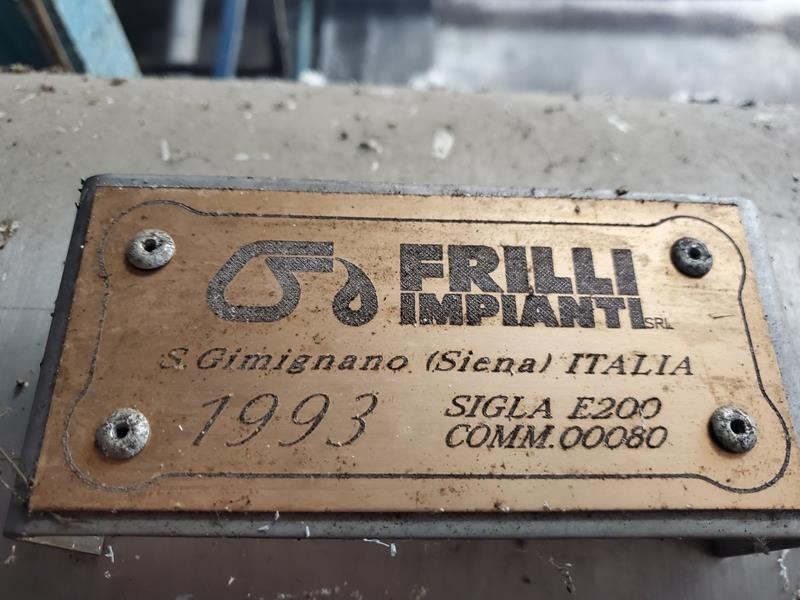 FRILLI
IMPIANTI SRL
S. Gimignano (Siena) ITALIA
1993
SIGLA E200
COMM. 00080